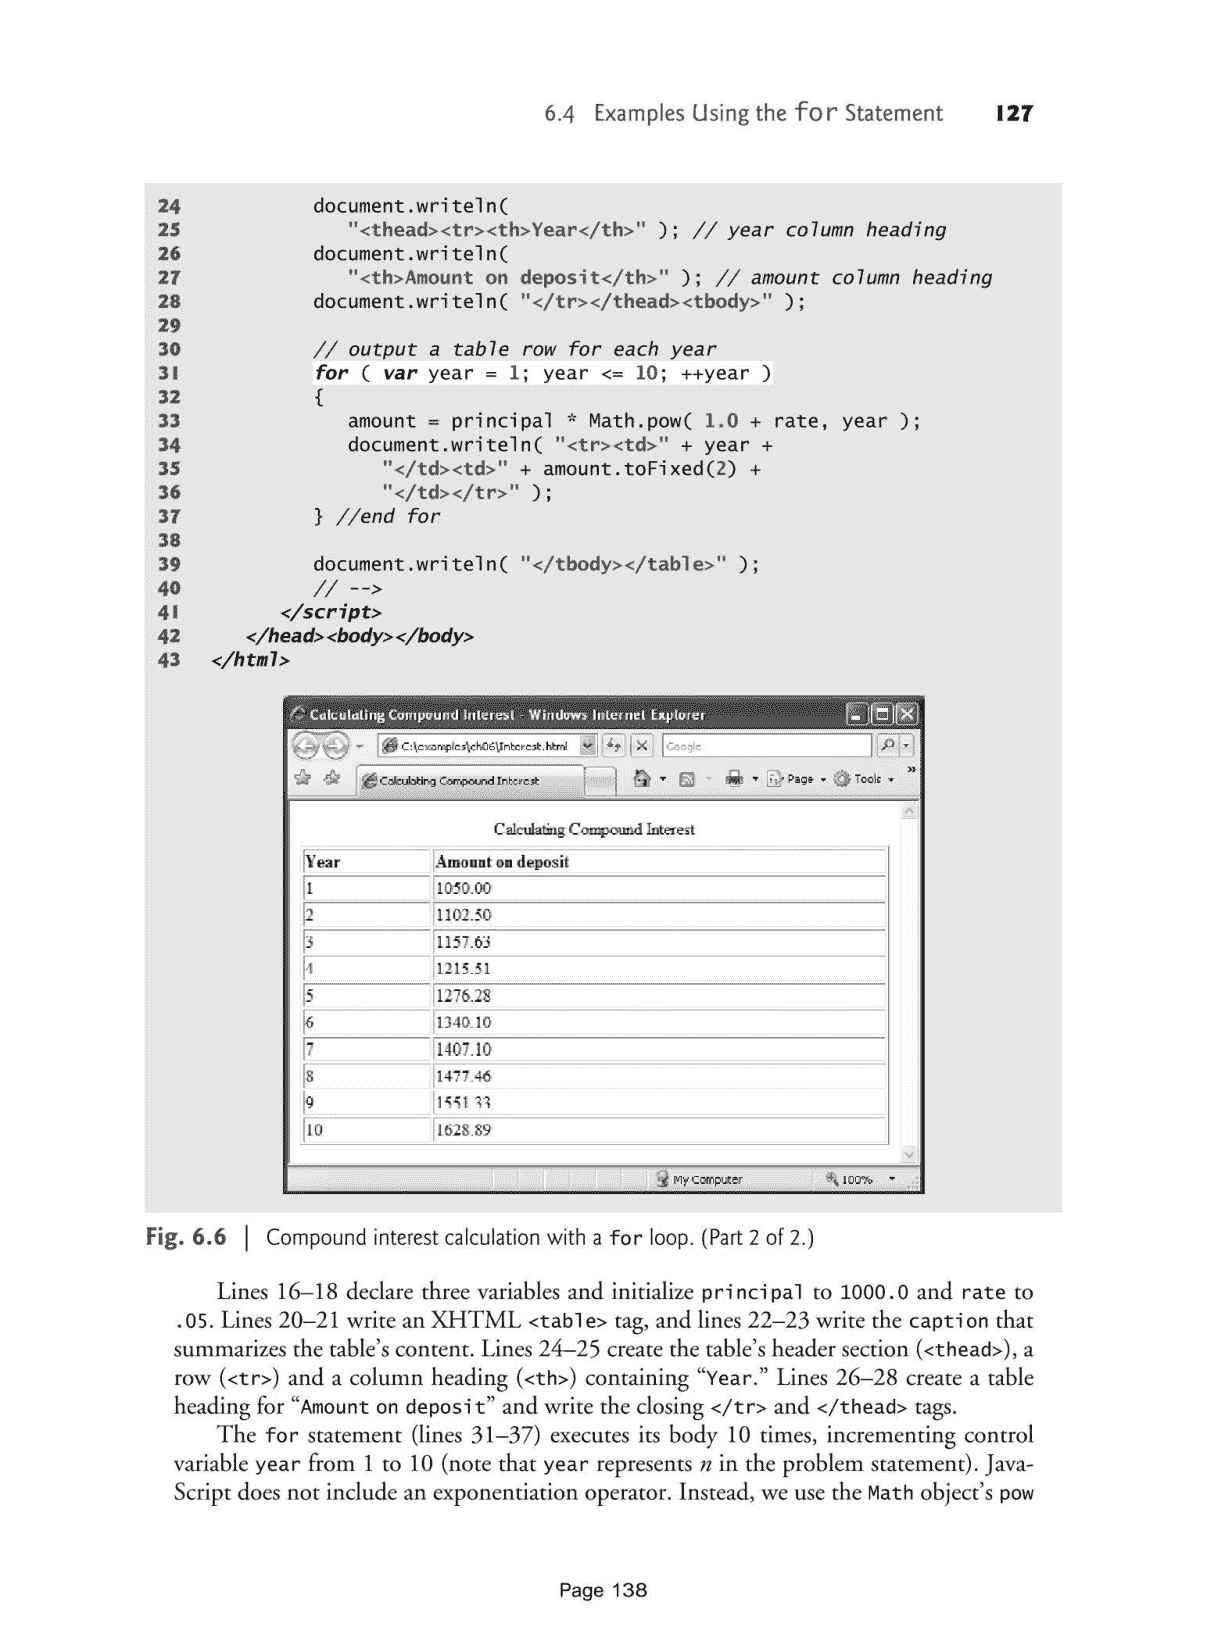 6.4 Examples Using the for Statement 127
24 document.writeln(
25 "<thead><tr><th>Year</th>" ); // year column heading
26 document.writeln(
27 "<th>Amount on deposit</th>" ); // amount column heading
28 document.writeln( "</tr></thead><tbody>" );
29
30 // output a table row for each year
31 for ( var year = 1; year <= 10; ++year )
32 {
33 amount = principal * Math.pow( 1.0 + rate, year );
34 document.writeln( "<tr><td>" + year +
35 "</td><td>" + amount.toFixed(2) +
36 "</td></tr>" );
37 } //end for
38
39 document.writeln( "</tbody></table>" );
40 // -->
41 </script>
42 </head><body></body>
43 </html>
Calculating Compound Interest - Windows Internet Explorer
C:\examples\ch06\Interest.html Google
Calculating Compound Interest Page Tools »
Calculating Compound Interest
Year Amount on deposit
1 1050.00
2 1102.50
3 1157.63
4 1215.51
5 1276.28
6 1340.10
7 1407.10
8 1477.46
9 1551.33
10 1628.89
My Computer 100%
Fig. 6.6 | Compound interest calculation with a for loop. (Part 2 of 2.)
Lines 16–18 declare three variables and initialize principal to 1000.0 and rate to
.05. Lines 20–21 write an XHTML <table> tag, and lines 22–23 write the caption that
summarizes the table's content. Lines 24–25 create the table's header section (<thead>), a
row (<tr>) and a column heading (<th>) containing “Year.” Lines 26–28 create a table
heading for “Amount on deposit” and write the closing </tr> and </thead> tags.
The for statement (lines 31–37) executes its body 10 times, incrementing control
variable year from 1 to 10 (note that year represents n in the problem statement). Java-
Script does not include an exponentiation operator. Instead, we use the Math object's pow
Page 138